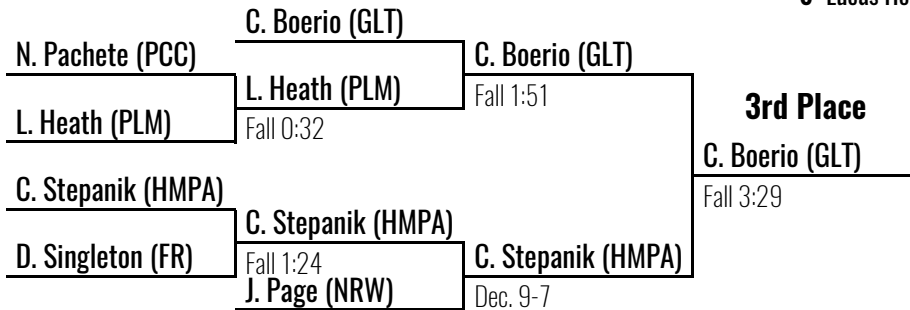 C. Boerio (GLT)
N. Pachete (PCC)
C. Boerio (GLT)
L. Heath (PLM)
Fall 1:51
L. Heath (PLM)
Fall 0:32
3rd Place
C. Boerio (GLT)
Fall 3:29
C. Stepanik (HMPA)
C. Stepanik (HMPA)
D. Singleton (FR)
Fall 1:24
C. Stepanik (HMPA)
J. Page (NRW)
Dec. 9-7